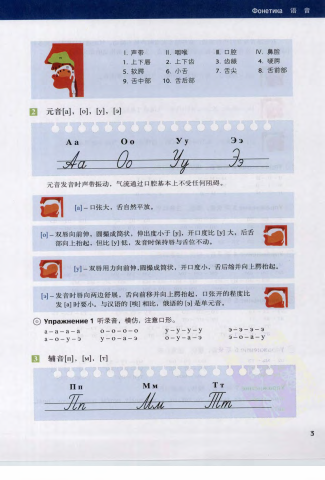 Фонетика 语 音
I. 声带 II. 咽喉 III. 口腔 IV. 鼻腔
1. 上下唇 2. 上下齿 3. 齿龈 4. 硬腭
5. 软腭 6. 小舌 7. 舌尖 8. 舌前部
9. 舌中部 10. 舌后部
2 元音[а]，[о]，[у]，[э]
А а О о У у Э э
Аа Оо Уу Ээ
元音发音时声带振动，气流通过口腔基本上不受任何阻碍。
[а] – 口张大，舌自然平放。
[о] – 双唇向前伸，圆撮成筒状，伸出度小于 [у]，开口度比 [у] 大，后舌
部向上抬起，但比 [у] 低，发音时保持唇与舌位不动。
[у] – 双唇用力向前伸，圆撮成筒状，开口度小，舌后缩并向上腭抬起。
[э] – 发音时唇向两边舒展，舌向前移并向上腭抬起，口张开的程度比
发 [а] 时要小，与汉语的 相比，俄语的 [э] 是单元音。
Упражнение 1 听录音，模仿，注意口形。
а–а–а–а о–о–о–о у–у–у–у э–э–э–э
а–о–у–э у–о–а–э о–у–а–э э–о–а–у
3 辅音[п]，[м]，[т]
П п М м Т т
Пп Мм Тт
3